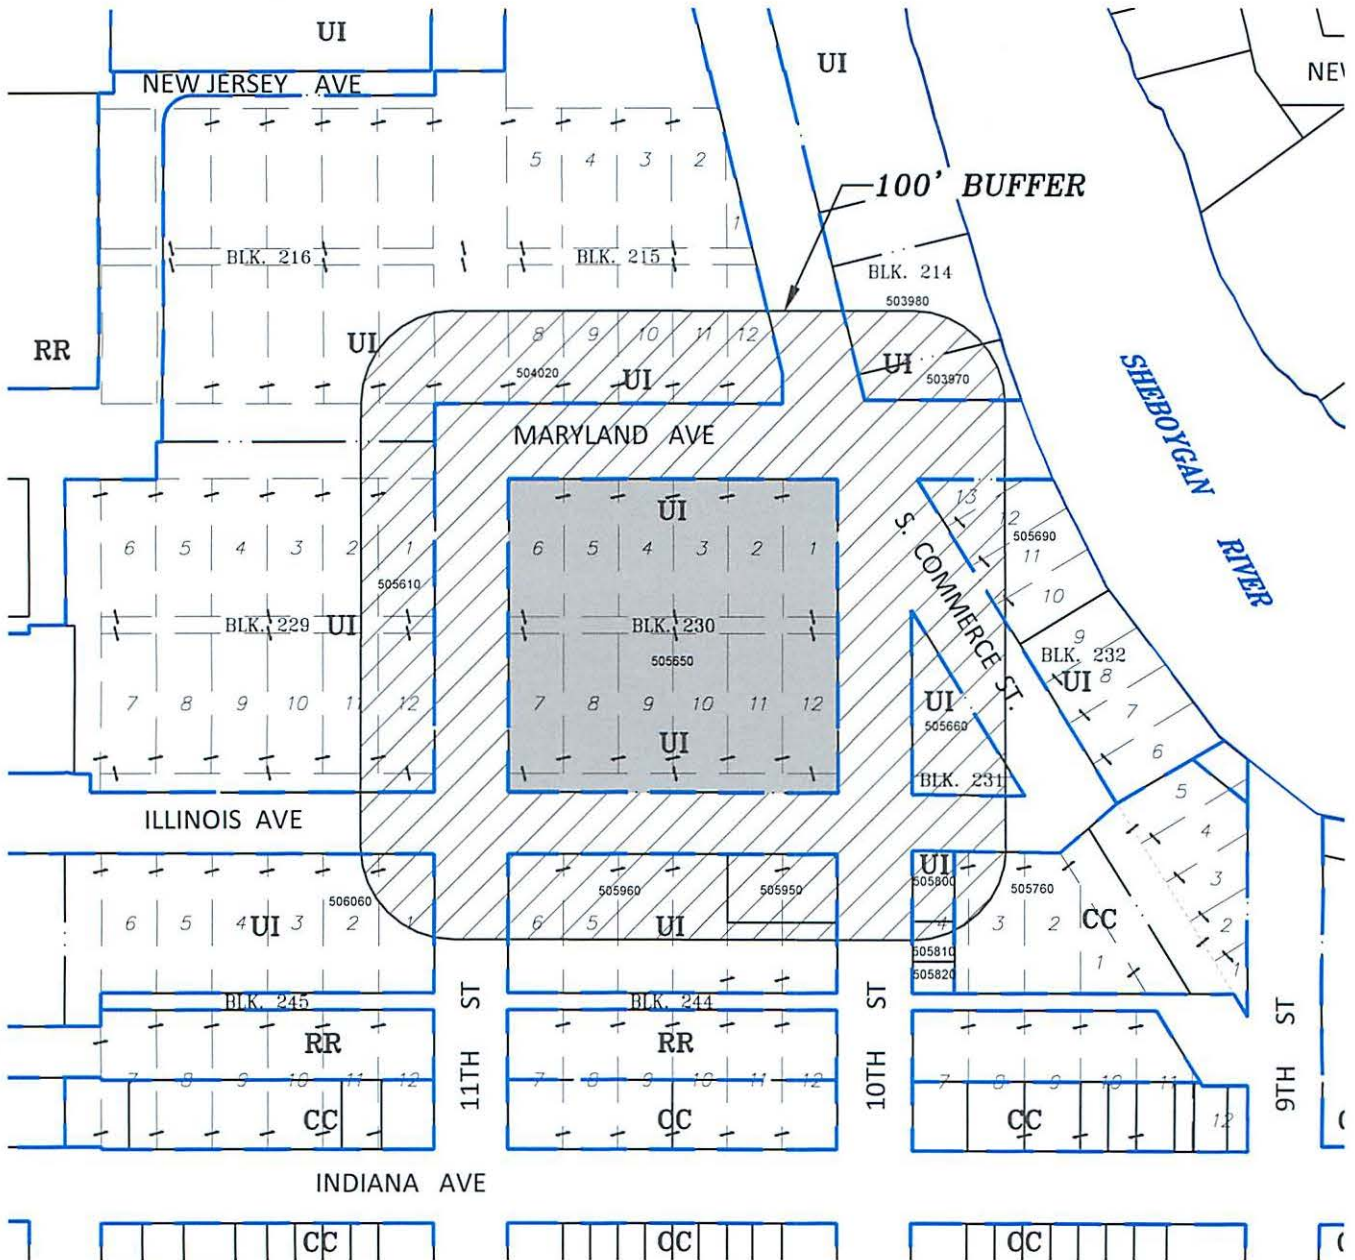 UI
UI
NEW JERSEY AVE
5 4 3 2
1
100' BUFFER
BLK. 216
BLK. 215
BLK. 214
503980
RR
UI
8 9 10 11 12
504020
UI
UI
503970
MARYLAND AVE
SHEBOYGAN RIVER
6 5 4 3 2 1
505610
BLK. 229
UI
7 8 9 10 11 12
UI
6 5 4 3 2 1
BLK. 230
505650
7 8 9 10 11 12
UI
S. COMMERCE ST.
13
12
505690
11
10
9
BLK. 232
8
UI
7
6
UI
505660
BLK. 231
5
4
3
2
1
ILLINOIS AVE
6 5 4 3 2 1
506060
UI
505960
505950
6 5
UI
UI
505800
4
505810
505820
505760
3 2
1
CC
BLK. 245
BLK. 244
11TH ST
10TH ST
9TH ST
RR
7 8 9 10 11 12
CC
RR
7 8 9 10 11 12
CC
7 8 9 10 11
12
CC
INDIANA AVE
CC
CC
CC